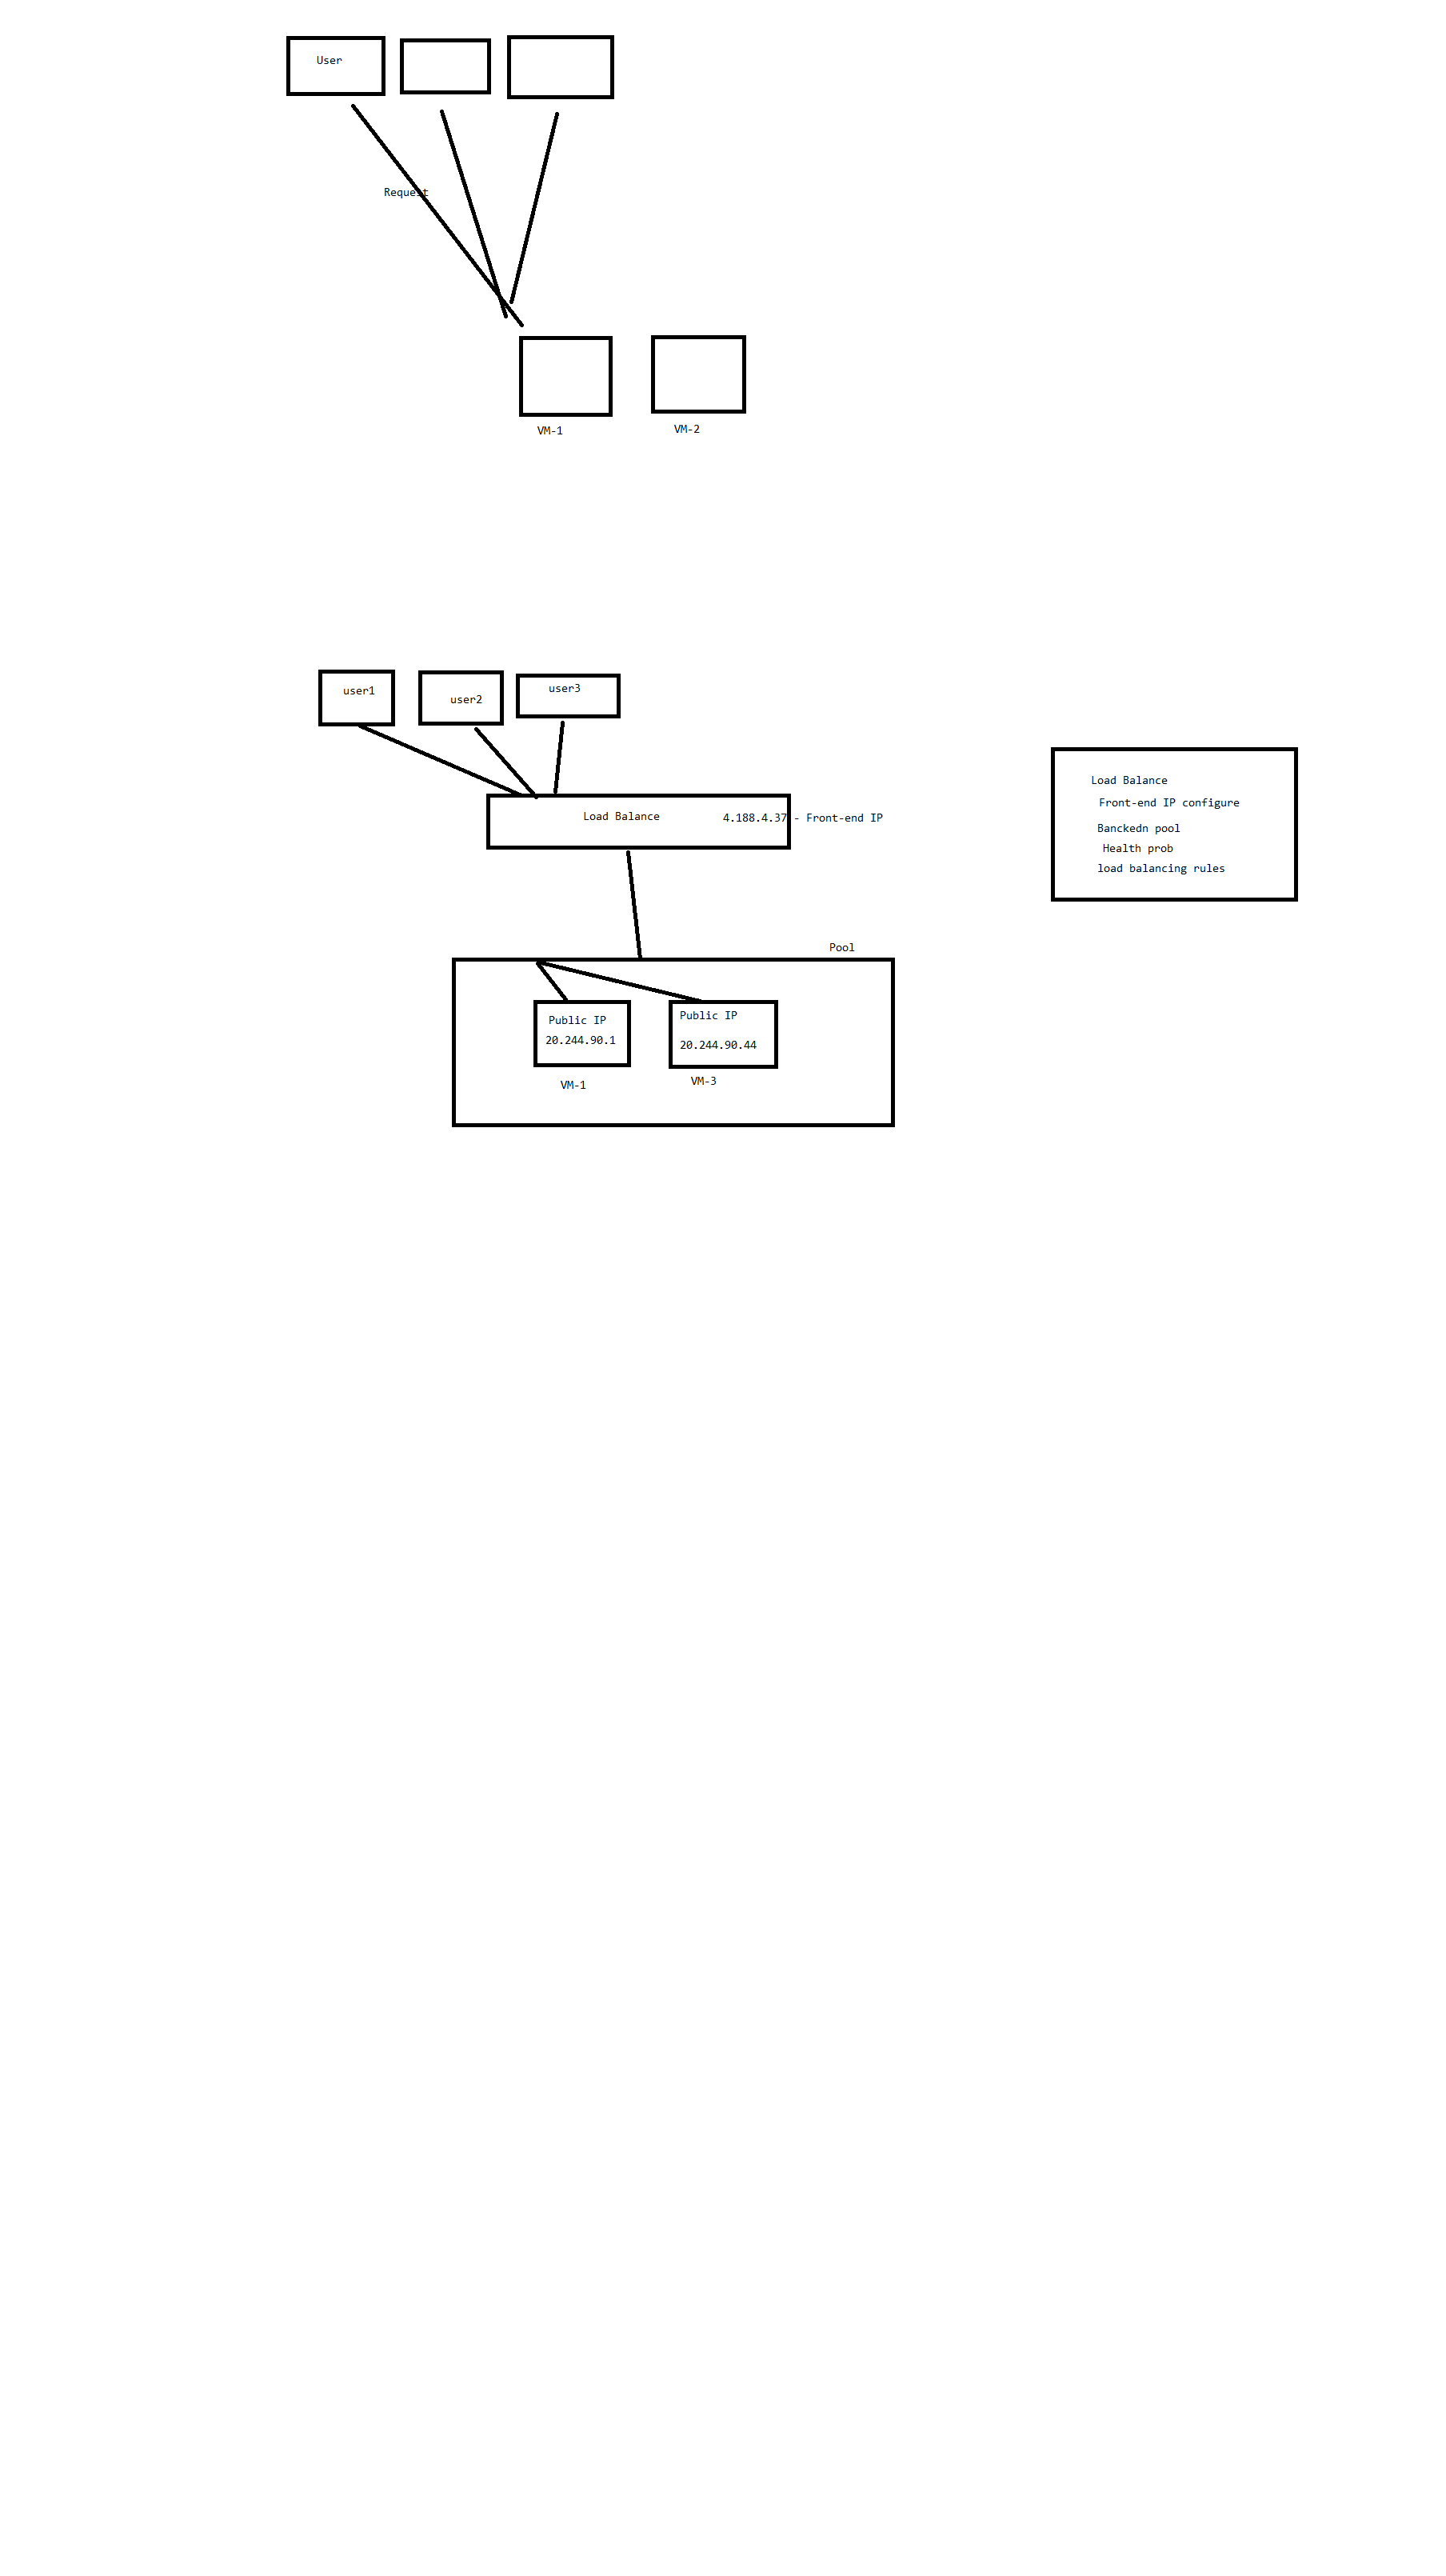 User
Request
VM-1
VM-2
user1
user2
user3
Load Balance
4.188.4.37 - Front-end IP
Load Balance
Front-end IP configure
Banckedn pool
Health prob
load balancing rules
Pool
Public IP
20.244.90.1
VM-1
Public IP
20.244.90.44
VM-3